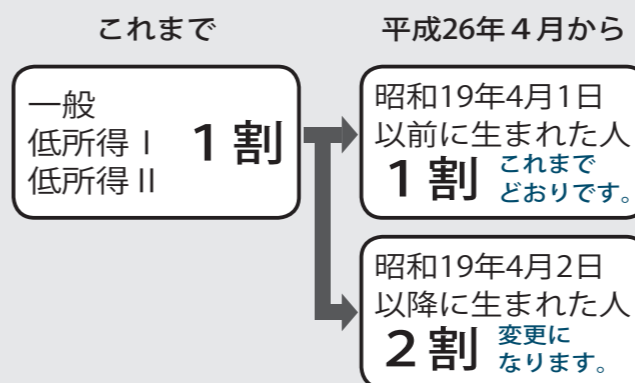 これまで
平成26年４月から
一般
低所得Ⅰ
低所得Ⅱ
１割
昭和19年4月1日
以前に生まれた人
１割
これまで
どおりです。
昭和19年4月2日
以降に生まれた人
２割
変更に
なります。